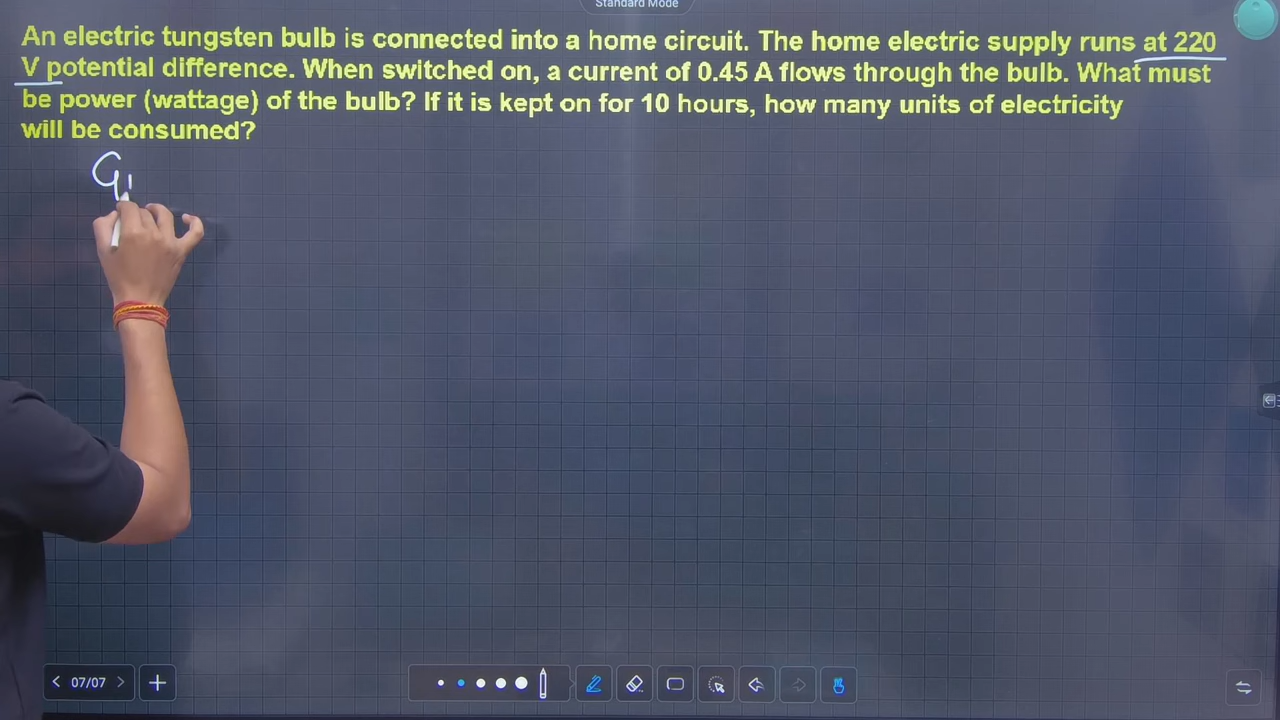 Standard Mode
An electric tungsten bulb is connected into a home circuit. The home electric supply runs at 220
V potential difference. When switched on, a current of 0.45 A flows through the bulb. What must
be power (wattage) of the bulb? If it is kept on for 10 hours, how many units of electricity
will be consumed?
Gi
07/07